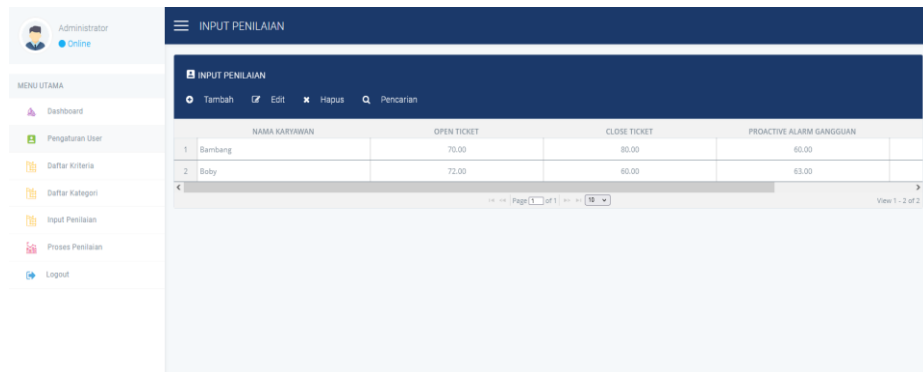 Administrator
Online
MENU UTAMA
Dashboard
Pengaturan User
Daftar Kriteria
Daftar Kategori
Input Penilaian
Proses Penilaian
Logout
INPUT PENILAIAN
INPUT PENILAIAN
Tambah Edit Hapus Pencarian
NAMA KARYAWAN OPEN TICKET CLOSE TICKET PROACTIVE ALARM GANGGUAN
1 Bambang 70.00 80.00 60.00
2 Boby 72.00 60.00 63.00
Page 1 of 1 10 View 1 - 2 of 2